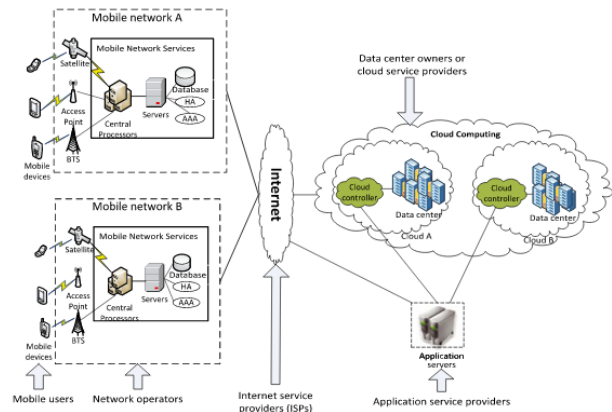 Mobile network A
Mobile Network Services
Satellite
Database
HA
AAA
Access
Point
Central
Processors
Servers
Mobile
devices
BTS
Mobile network B
Mobile Network Services
Satellite
Database
HA
AAA
Access
Point
Central
Processors
Servers
Mobile
devices
BTS
Mobile users
Network operators
Internet
Internet service
providers (ISPs)
Data center owners or
cloud service providers
Cloud Computing
Cloud
controller
Data center
Cloud A
Cloud
controller
Data center
Cloud B
Application
servers
Application service providers